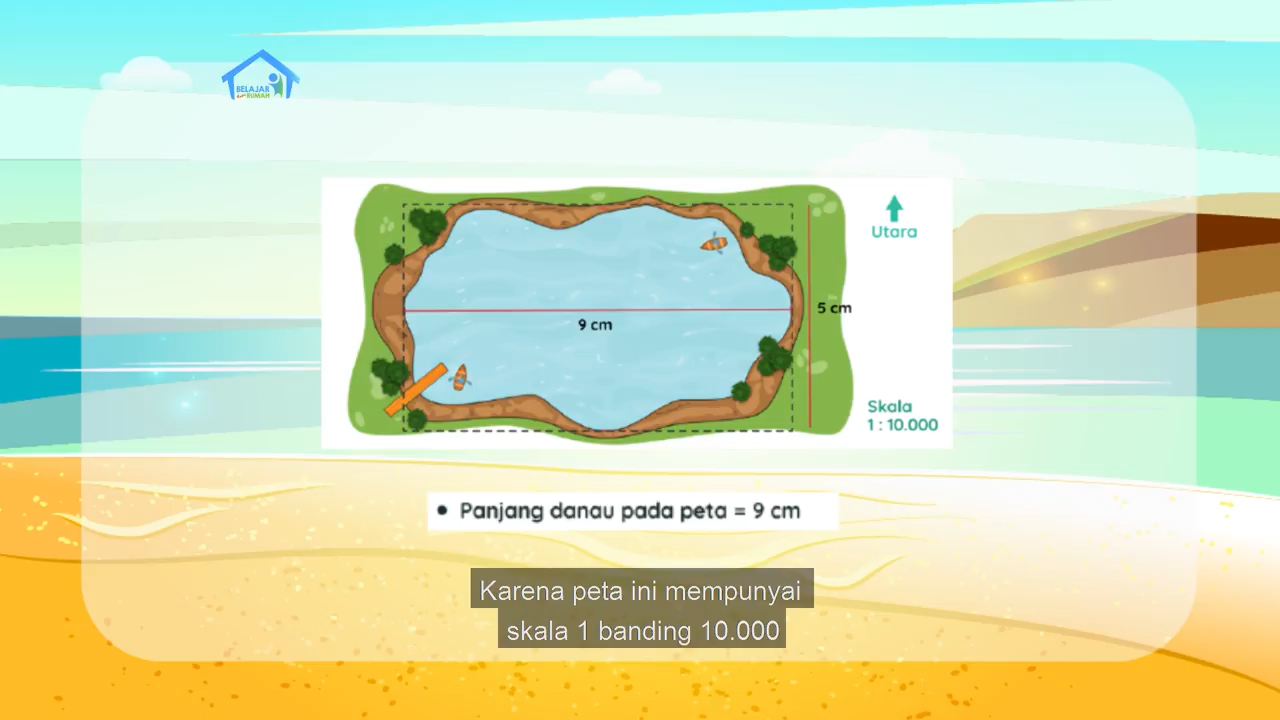 BELAJAR
dari RUMAH
Utara
5 cm
9 cm
Skala
1 : 10.000
• Panjang danau pada peta = 9 cm
Karena peta ini mempunyai
skala 1 banding 10.000